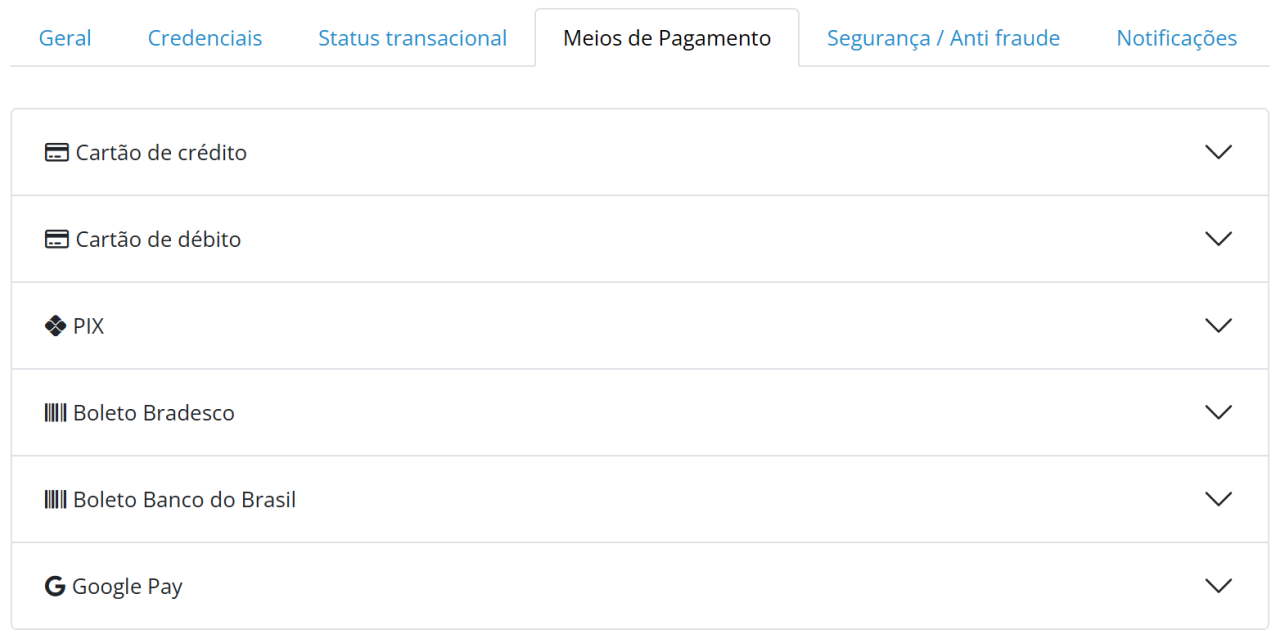 Geral Credenciais Status transacional Meios de Pagamento Segurança / Anti fraude Notificações
Cartão de crédito
Cartão de débito
PIX
Boleto Bradesco
Boleto Banco do Brasil
Google Pay